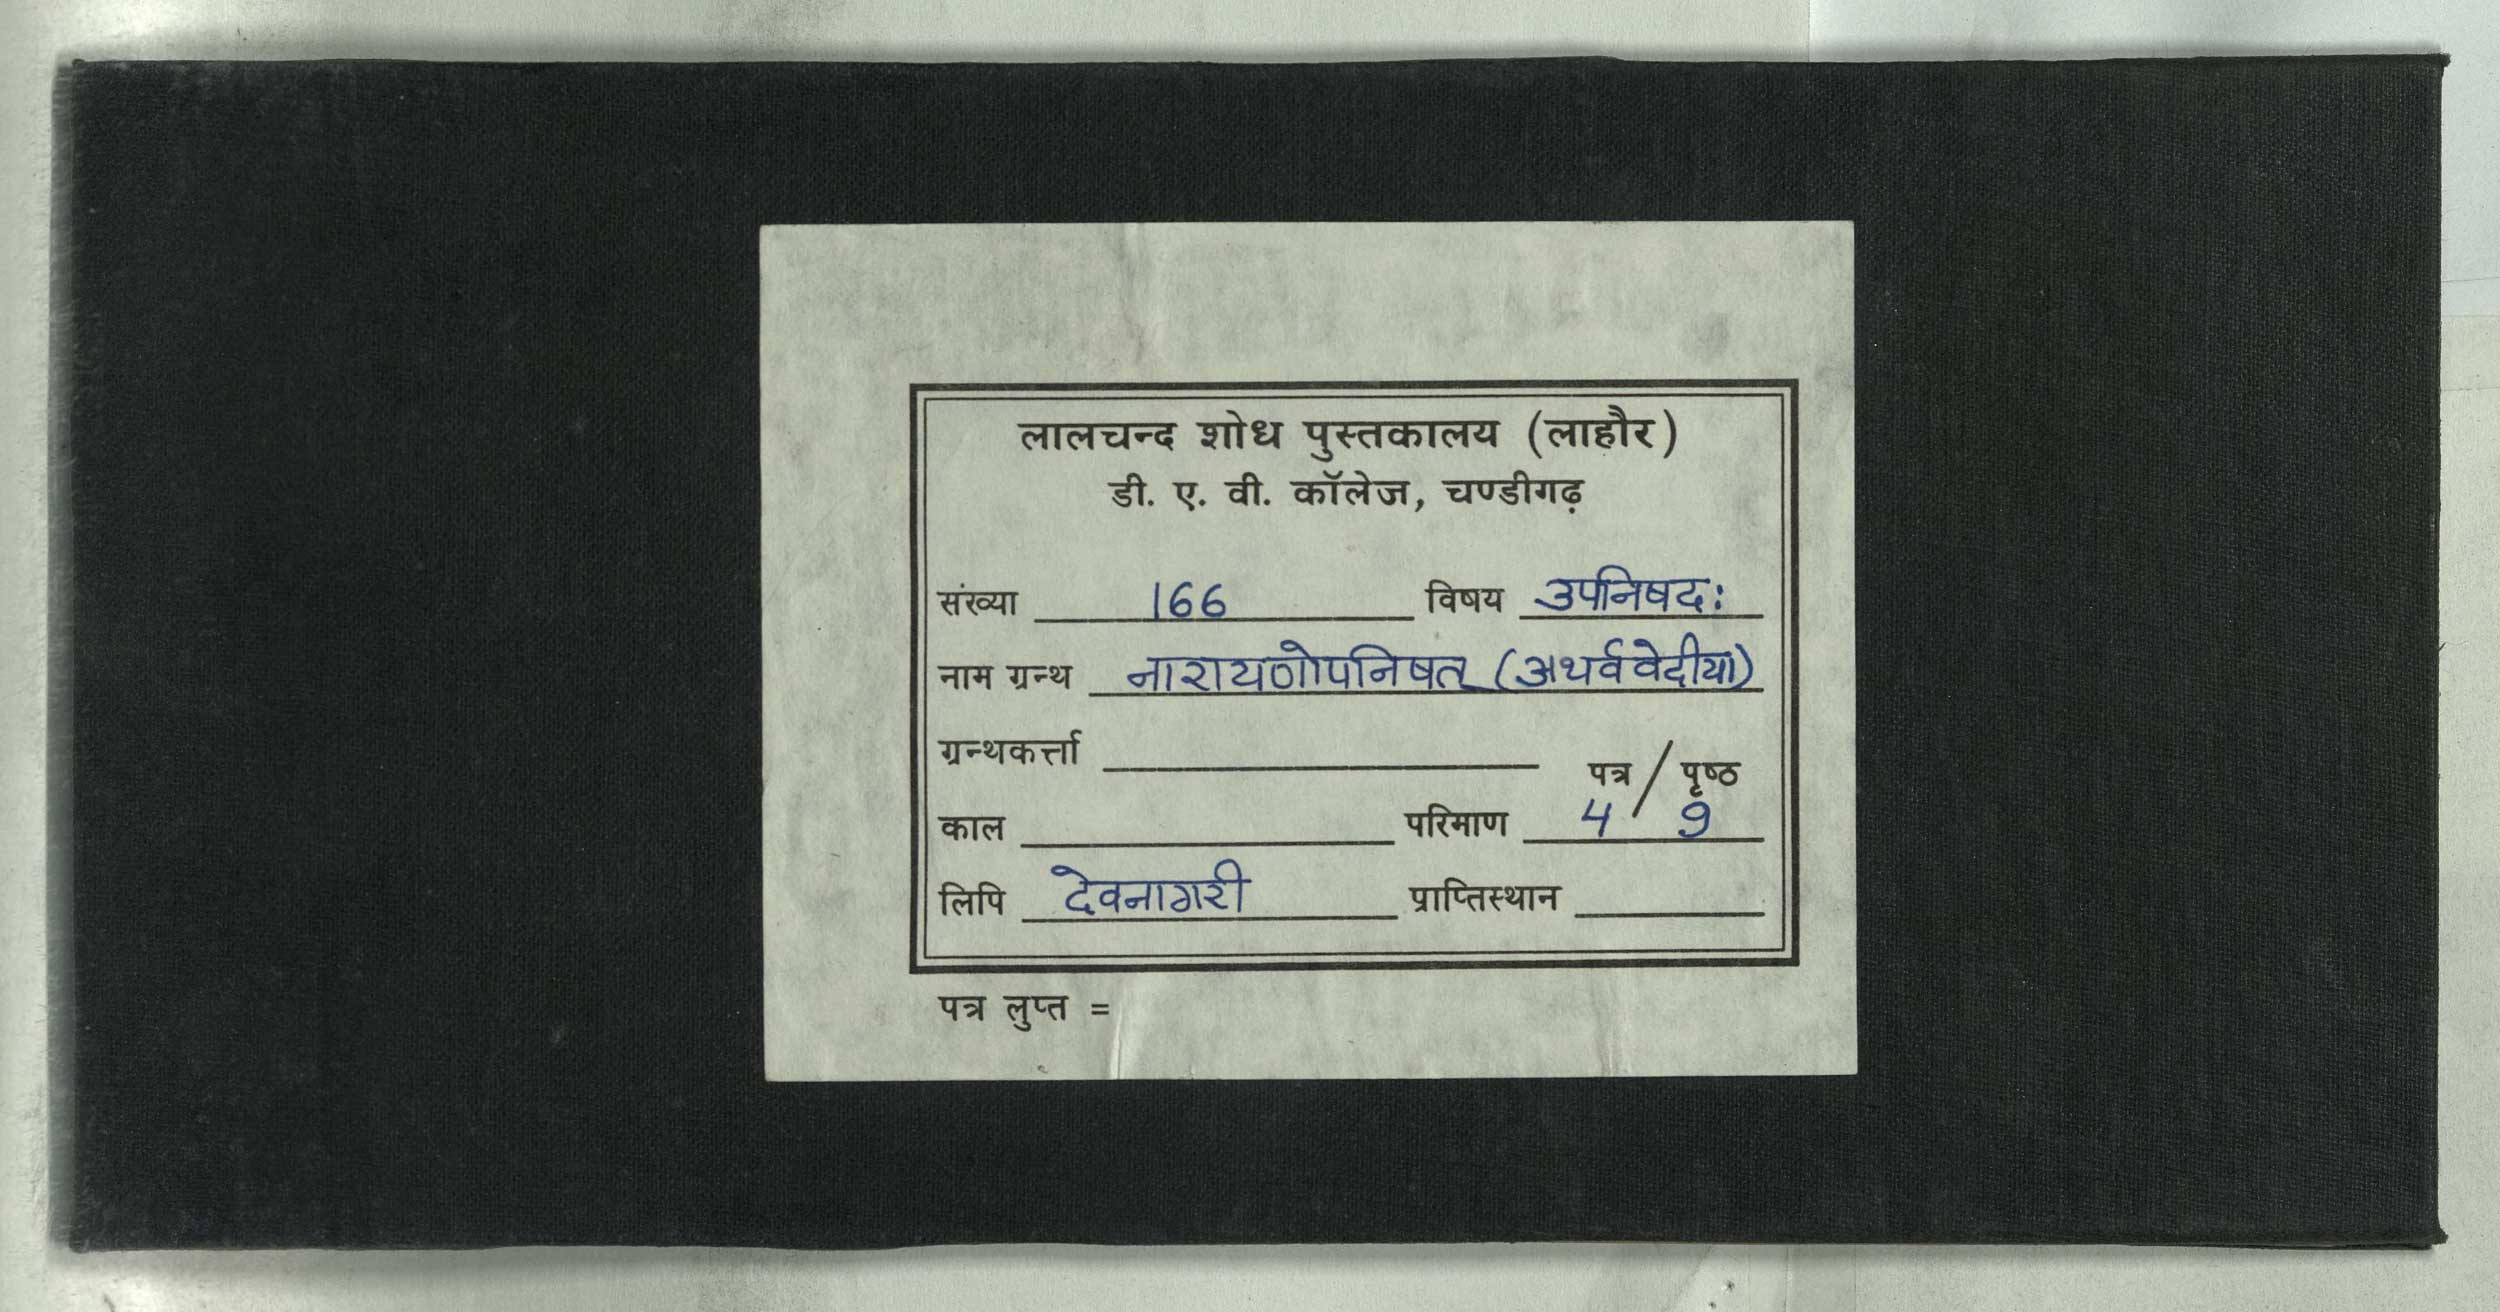 लालचन्द शोध पुस्तकालय (लाहौर)
डी. ए. वी. कॉलेज, चण्डीगढ़
संख्या 166 विषय उपनिषद:
नाम ग्रन्थ नारायणोपनिषत् (अथर्ववेदीया)
ग्रन्थकर्त्ता
पत्र / पृष्ठ
काल परिमाण 4 / 9
लिपि देवनागरी प्राप्तिस्थान
पत्र लुप्त =